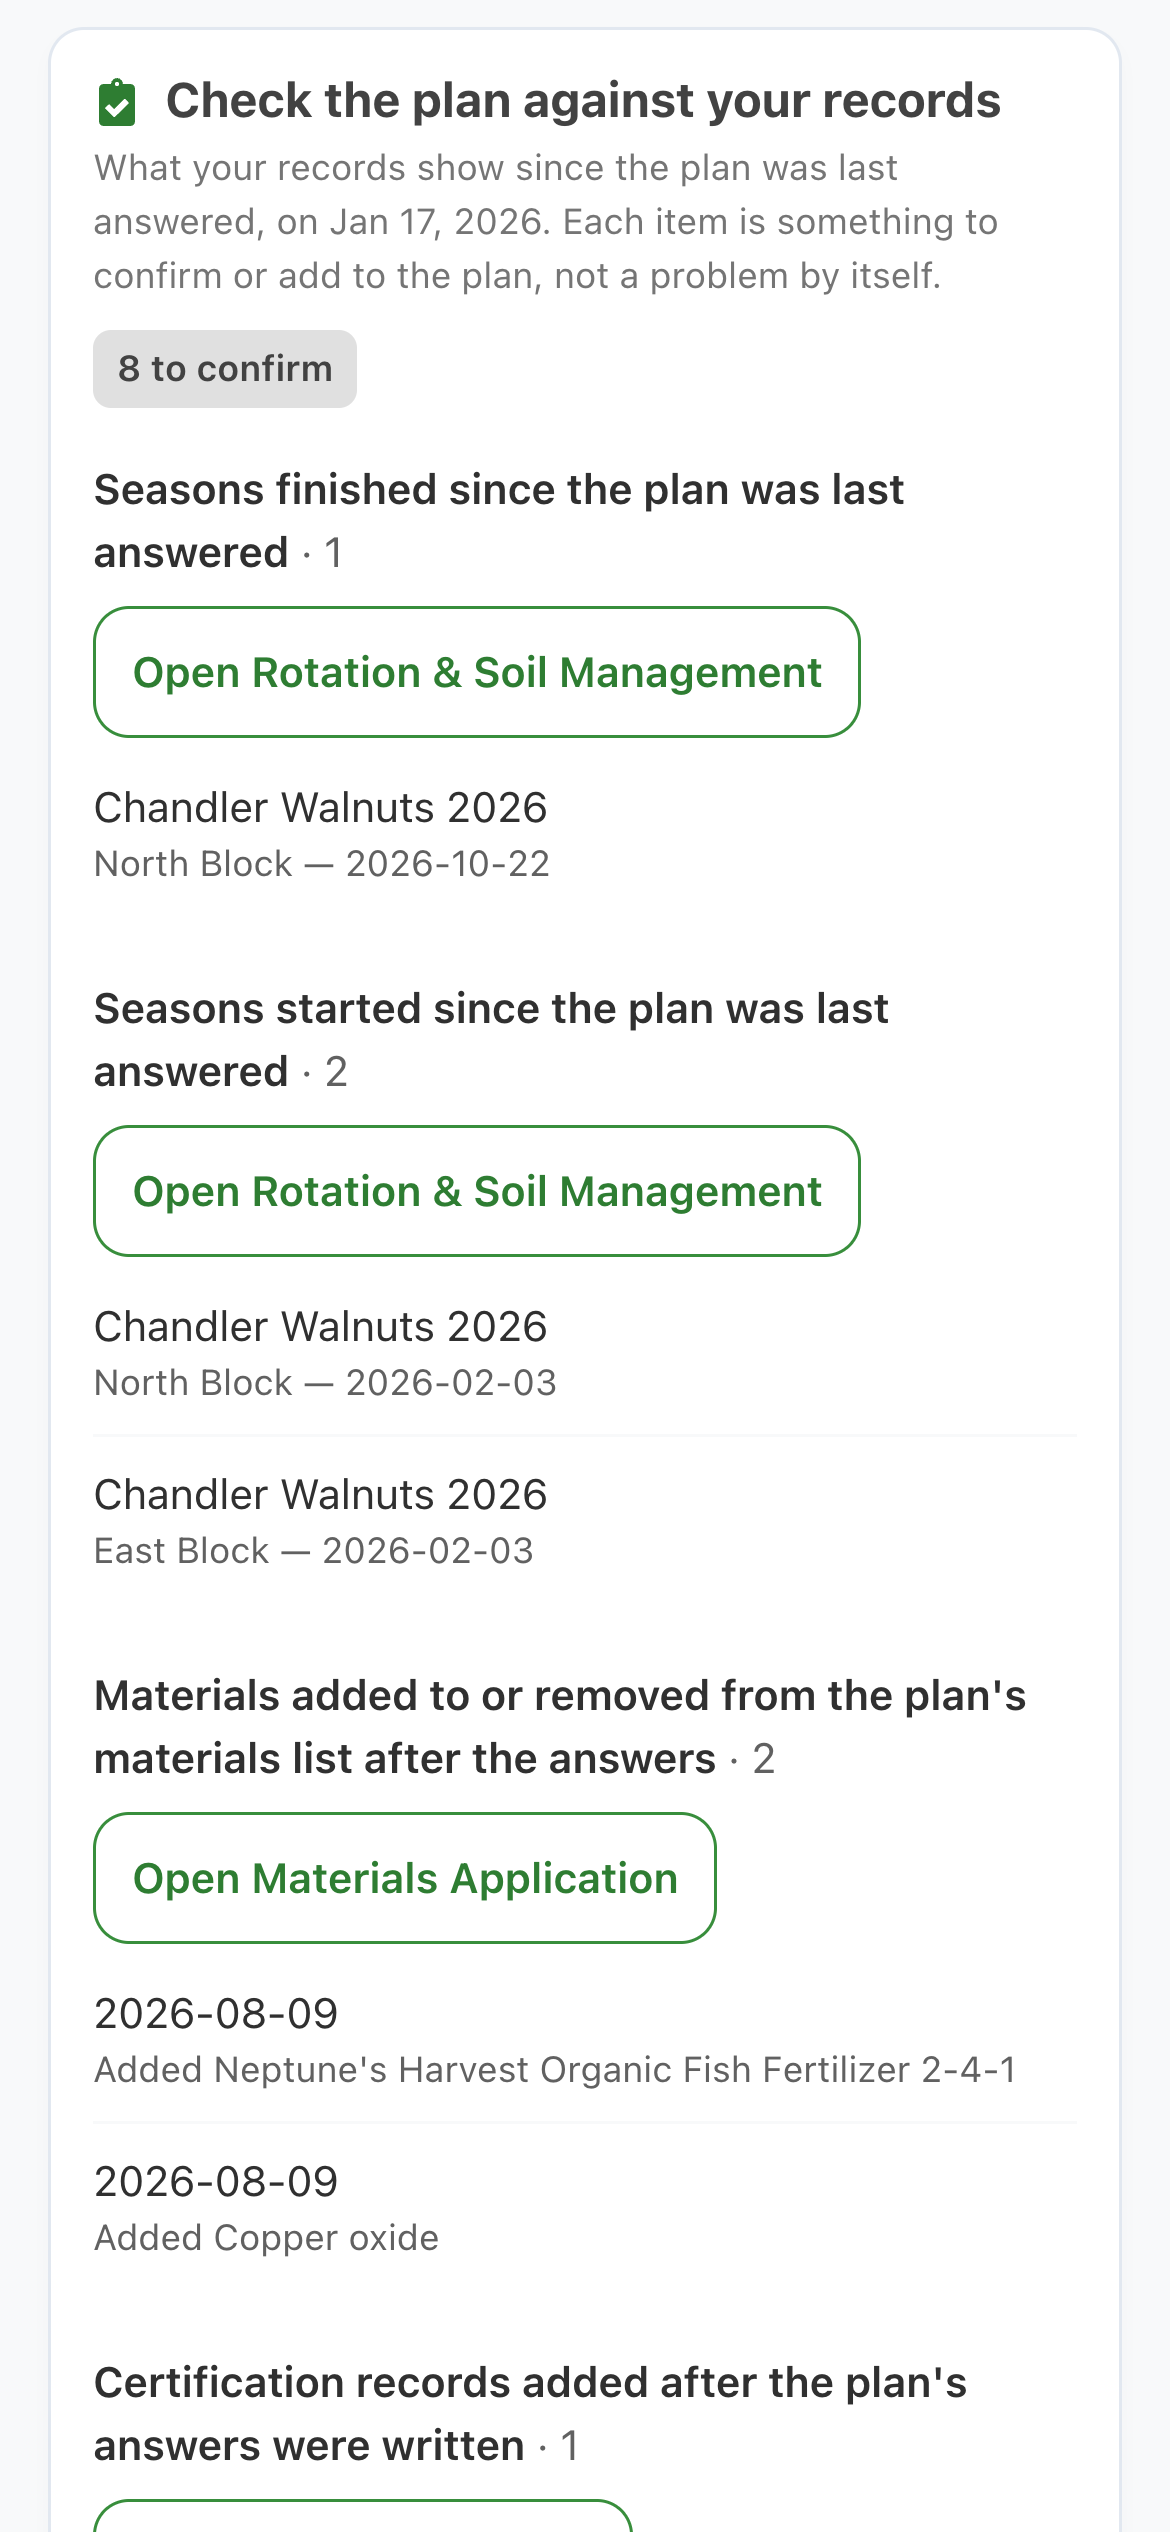 Check the plan against your records
What your records show since the plan was last
answered, on Jan 17, 2026. Each item is something to
confirm or add to the plan, not a problem by itself.
8 to confirm
Seasons finished since the plan was last
answered · 1
Open Rotation & Soil Management
Chandler Walnuts 2026
North Block — 2026-10-22
Seasons started since the plan was last
answered · 2
Open Rotation & Soil Management
Chandler Walnuts 2026
North Block — 2026-02-03
Chandler Walnuts 2026
East Block — 2026-02-03
Materials added to or removed from the plan's
materials list after the answers · 2
Open Materials Application
2026-08-09
Added Neptune's Harvest Organic Fish Fertilizer 2-4-1
2026-08-09
Added Copper oxide
Certification records added after the plan's
answers were written · 1